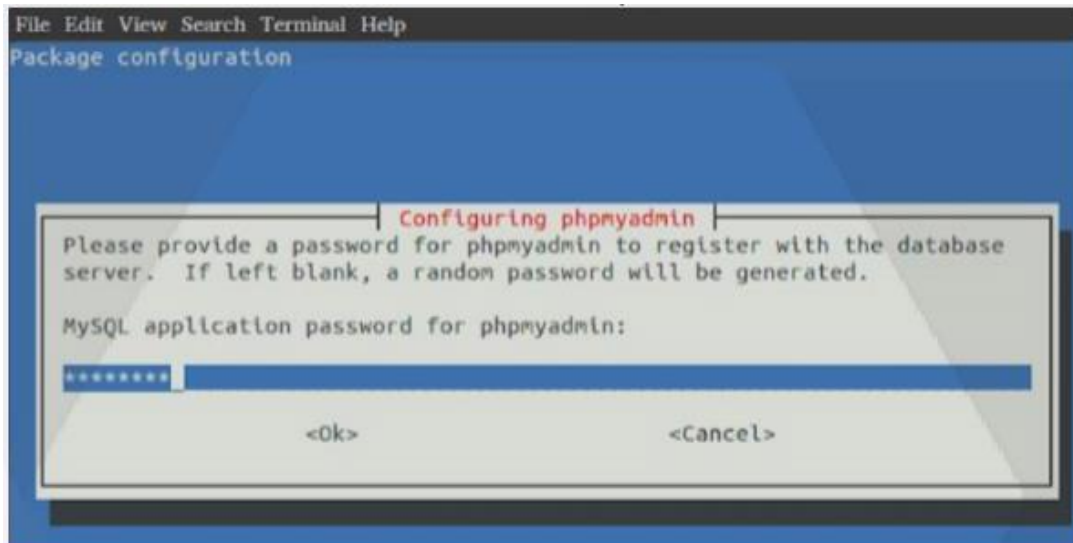 File Edit View Search Terminal Help
Package configuration
Configuring phpmyadmin
Please provide a password for phpmyadmin to register with the database
server. If left blank, a random password will be generated.
MySQL application password for phpmyadmin:
********_
<Ok> <Cancel>